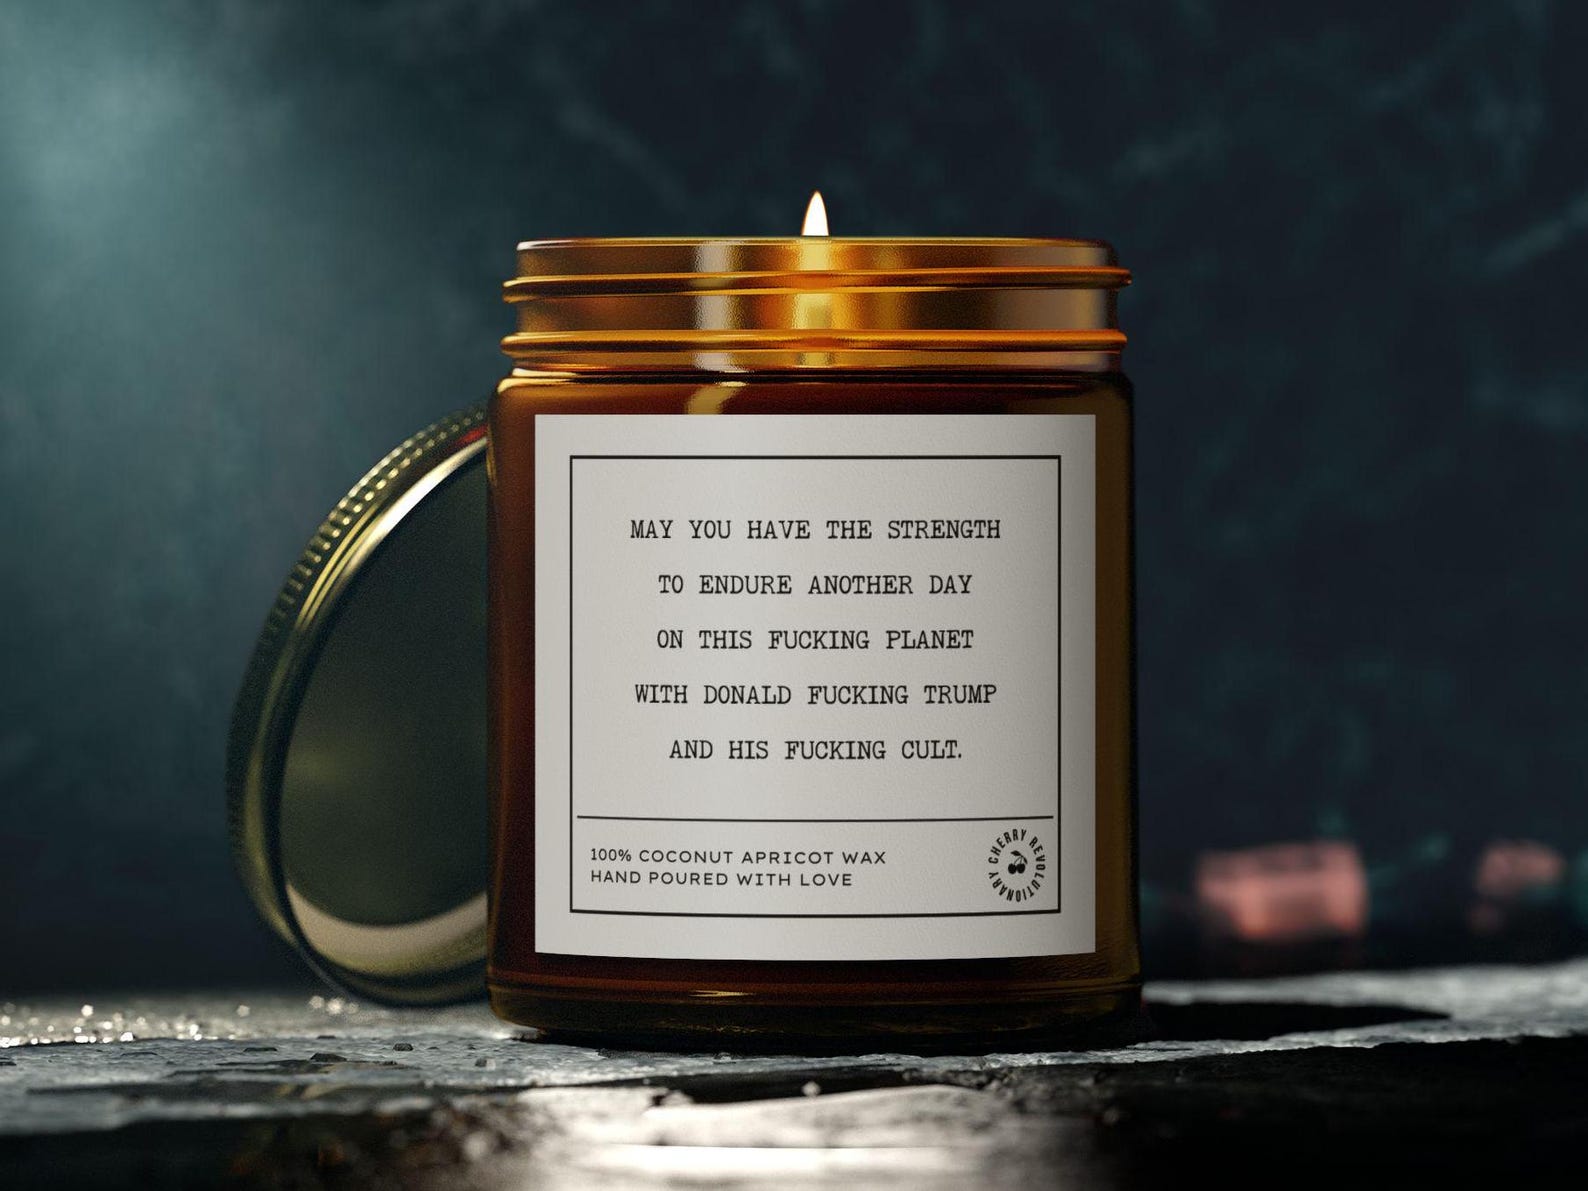 MAY YOU HAVE THE STRENGTH
TO ENDURE ANOTHER DAY
ON THIS FUCKING PLANET
WITH DONALD FUCKING TRUMP
AND HIS FUCKING CULT.
100% COCONUT APRICOT WAX
HAND POURED WITH LOVE
CHERRY REVOLUTIONARY